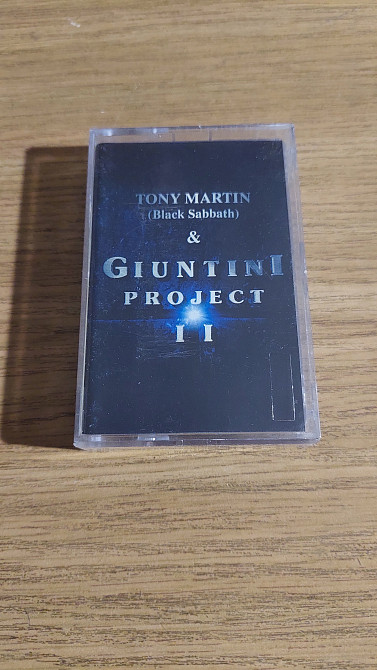 TONY MARTIN
(Black Sabbath)
&
GIUNTINI
PROJECT
II